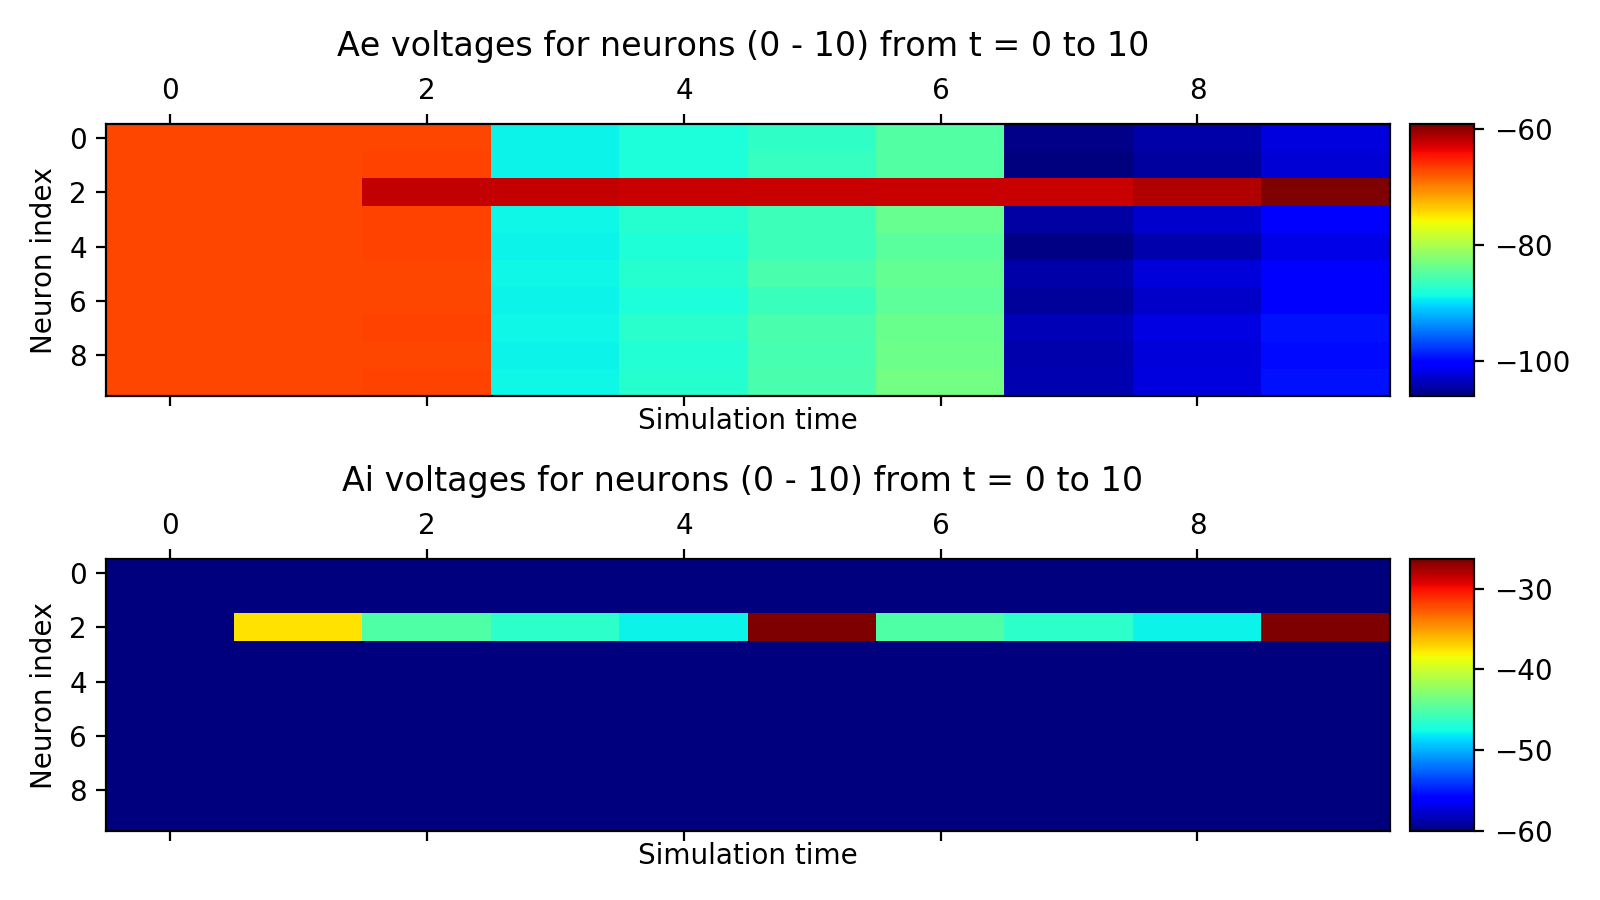 Ae voltages for neurons (0 - 10) from t = 0 to 10
0 2 4 6 8
Neuron index
0
2
4
6
8
−60
−80
−100
Simulation time
Ai voltages for neurons (0 - 10) from t = 0 to 10
0 2 4 6 8
Neuron index
0
2
4
6
8
−30
−40
−50
−60
Simulation time